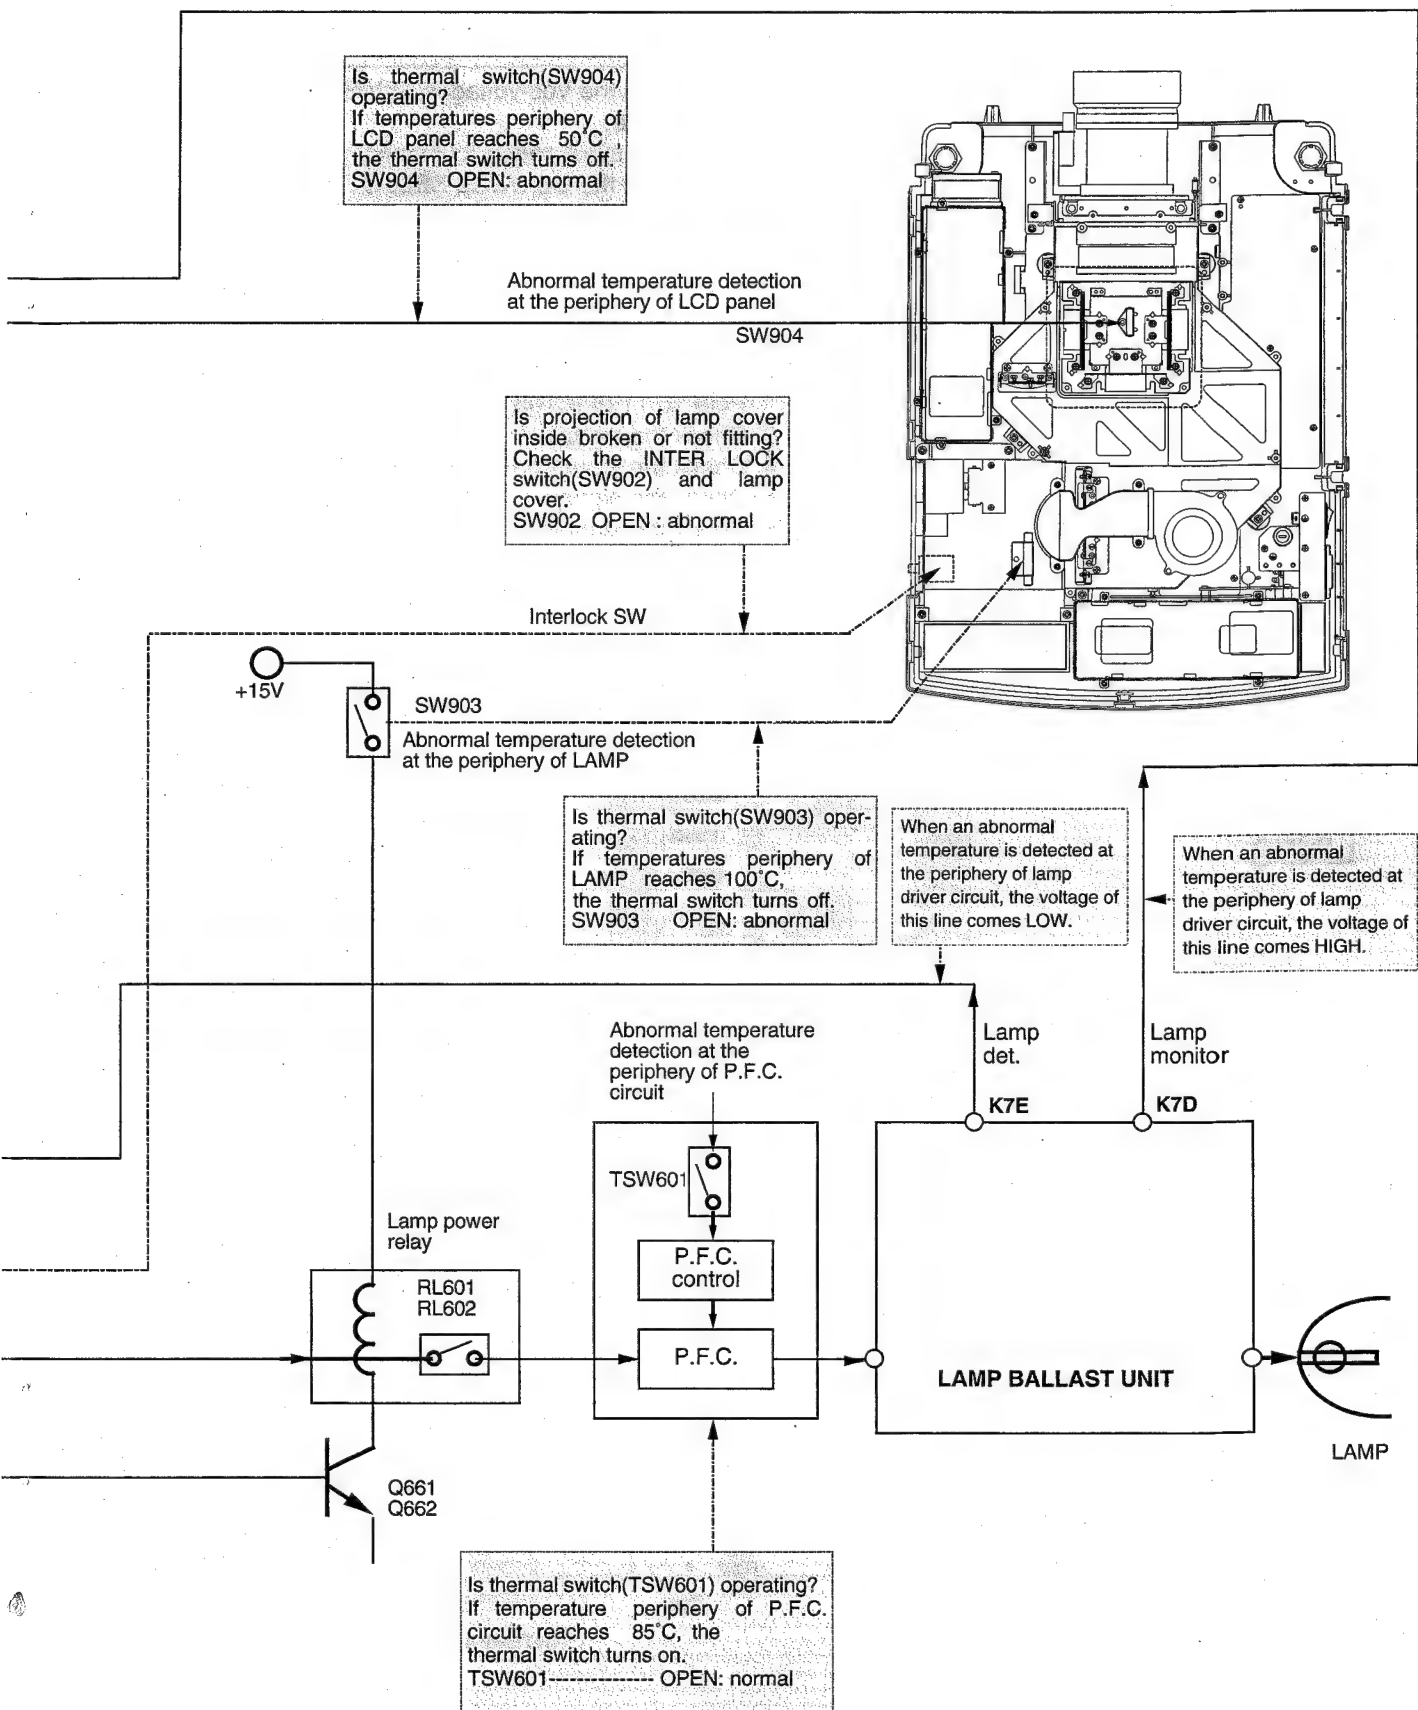 Is thermal switch(SW904)
operating?
If temperatures periphery of
LCD panel reaches 50°C ,
the thermal switch turns off.
SW904 OPEN: abnormal
Abnormal temperature detection
at the periphery of LCD panel
SW904
Is projection of lamp cover
inside broken or not fitting?
Check the INTER LOCK
switch(SW902) and lamp
cover.
SW902 OPEN : abnormal
Interlock SW
+15V
SW903
Abnormal temperature detection
at the periphery of LAMP
Is thermal switch(SW903) oper-
ating?
If temperatures periphery of
LAMP reaches 100°C,
the thermal switch turns off.
SW903 OPEN: abnormal
When an abnormal
temperature is detected at
the periphery of lamp
driver circuit, the voltage of
this line comes LOW.
When an abnormal
temperature is detected at
the periphery of lamp
driver circuit, the voltage of
this line comes HIGH.
Abnormal temperature
detection at the
periphery of P.F.C.
circuit
Lamp
det.
Lamp
monitor
K7E
K7D
TSW601
Lamp power
relay
P.F.C.
control
RL601
RL602
P.F.C.
LAMP BALLAST UNIT
LAMP
Q661
Q662
Is thermal switch(TSW601) operating?
If temperature periphery of P.F.C.
circuit reaches 85°C, the
thermal switch turns on.
TSW601-------------- OPEN: normal